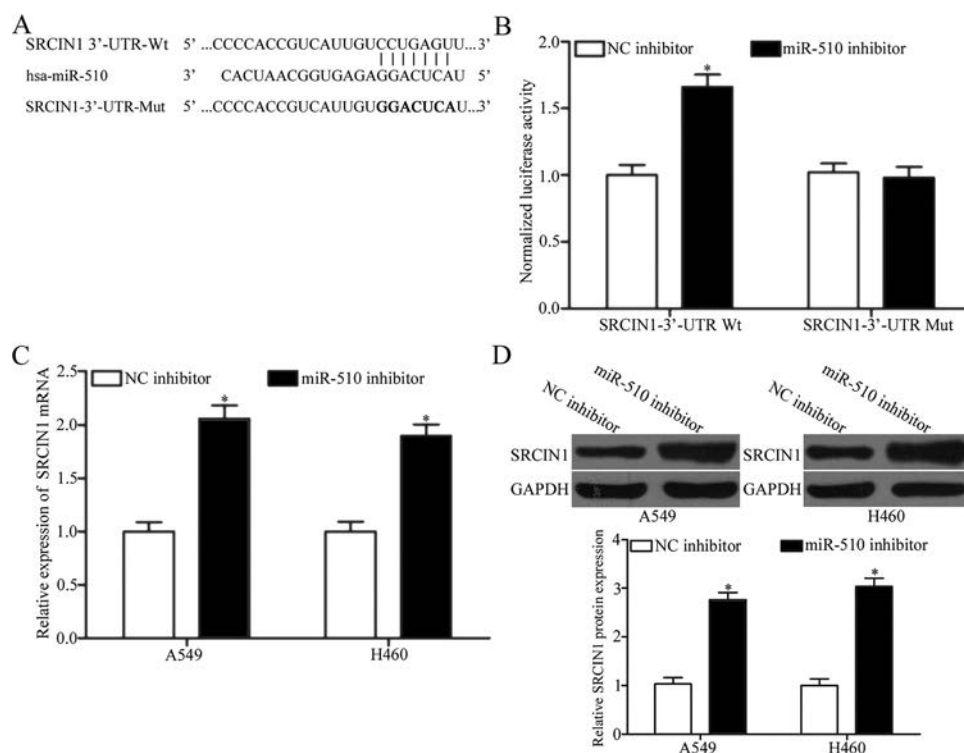 A
SRCIN1 3’-UTR-Wt 5’ ...CCCCACCGUCAUUGUCCUGAGUU...3’
hsa-miR-510 3’ CACUAACGGUGAGAGGACUCAU 5’
SRCIN1-3’-UTR-Mut 5’ ...CCCCACCGUCAUUGUGGACUCAU...3’
B
NC inhibitor miR-510 inhibitor
Normalized luciferase activity
2.0
1.5
1.0
0.5
0.0
*
SRCIN1-3’-UTR Wt SRCIN1-3’-UTR Mut
C
NC inhibitor miR-510 inhibitor
Relative expression of SRCIN1 mRNA
2.5
2.0
1.0
0.5
0.0
* *
A549 H460
D
NC inhibitor miR-510 inhibitor NC inhibitor miR-510 inhibitor
SRCIN1 SRCIN1
GAPDH GAPDH
A549 H460
NC inhibitor miR-510 inhibitor
Relative SRCIN1 protein expression
4
3
2
1
0
* *
A549 H460